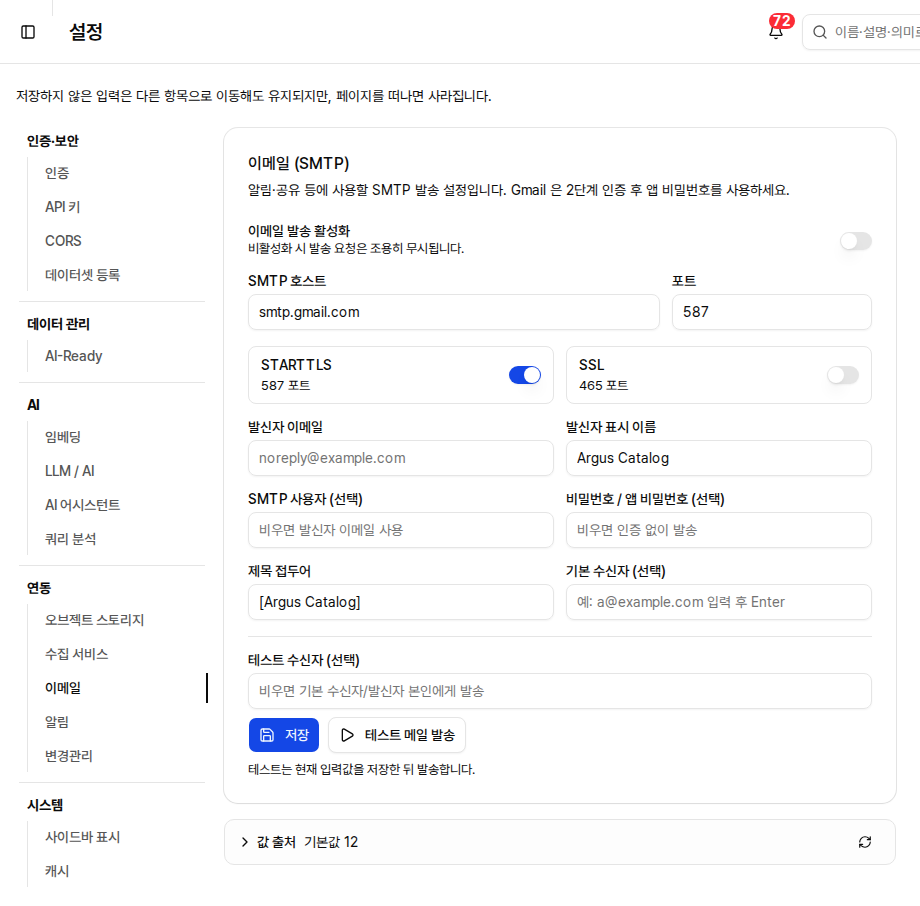 설정
72
이름·설명·의미로
저장하지 않은 입력은 다른 항목으로 이동해도 유지되지만, 페이지를 떠나면 사라집니다.
인증·보안
인증
API 키
CORS
데이터셋 등록
데이터 관리
AI-Ready
AI
임베딩
LLM / AI
AI 어시스턴트
쿼리 분석
연동
오브젝트 스토리지
수집 서비스
이메일
알림
변경관리
시스템
사이드바 표시
캐시
이메일 (SMTP)
알림·공유 등에 사용할 SMTP 발송 설정입니다. Gmail 은 2단계 인증 후 앱 비밀번호를 사용하세요.
이메일 발송 활성화
비활성화 시 발송 요청은 조용히 무시됩니다.
SMTP 호스트
포트
smtp.gmail.com
587
STARTTLS
587 포트
SSL
465 포트
발신자 이메일
발신자 표시 이름
noreply@example.com
Argus Catalog
SMTP 사용자 (선택)
비밀번호 / 앱 비밀번호 (선택)
비우면 발신자 이메일 사용
비우면 인증 없이 발송
제목 접두어
기본 수신자 (선택)
[Argus Catalog]
예: a@example.com 입력 후 Enter
테스트 수신자 (선택)
비우면 기본 수신자/발신자 본인에게 발송
저장
테스트 메일 발송
테스트는 현재 입력값을 저장한 뒤 발송합니다.
값 출처 기본값 12